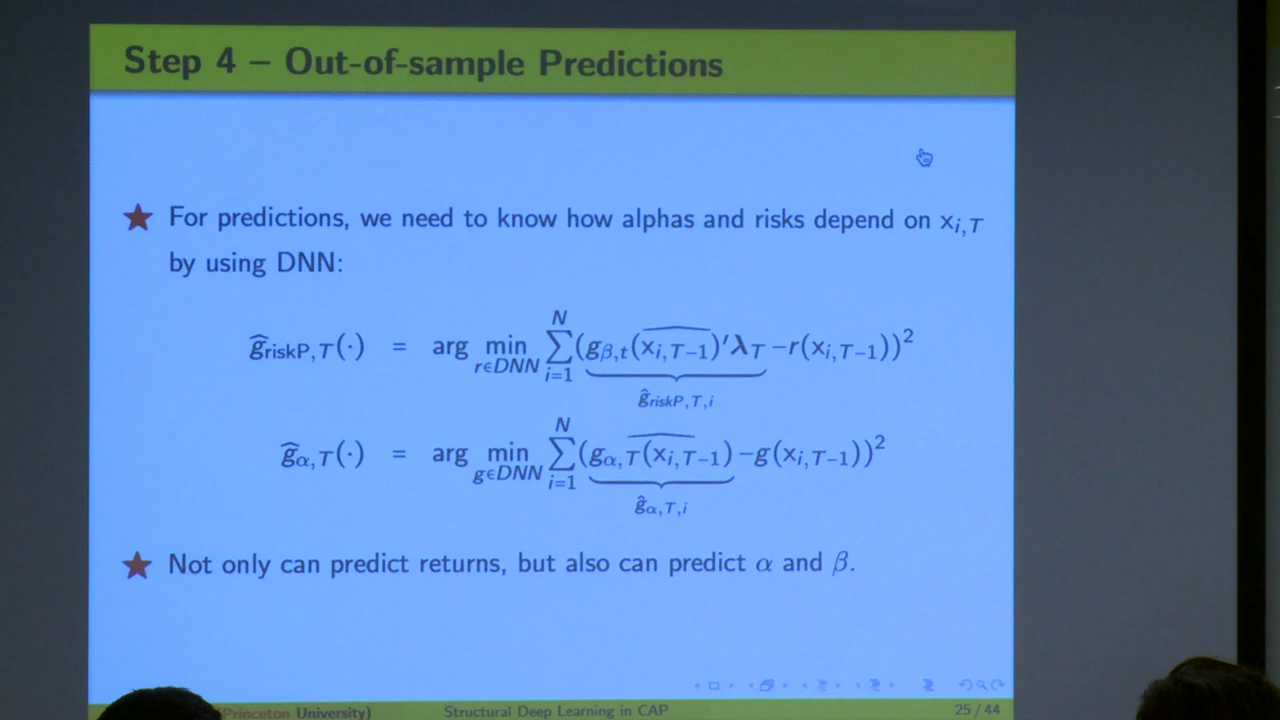 Step 4 – Out-of-sample Predictions
★ For predictions, we need to know how alphas and risks depend on x_{i,T}
by using DNN:
ĝ_{riskP,T}(·) = arg min_{r∈DNN} ∑_{i=1}^{N} (g_{β,t}(x_{i,T−1})′λ_T − r(x_{i,T−1}))²
ĝ_{riskP,T,i}
ĝ_{α,T}(·) = arg min_{g∈DNN} ∑_{i=1}^{N} (g_{α,T}(x_{i,T−1}) − g(x_{i,T−1}))²
ĝ_{α,T,i}
★ Not only can predict returns, but also can predict α and β.
Princeton University) Structural Deep Learning in CAP 25 / 44